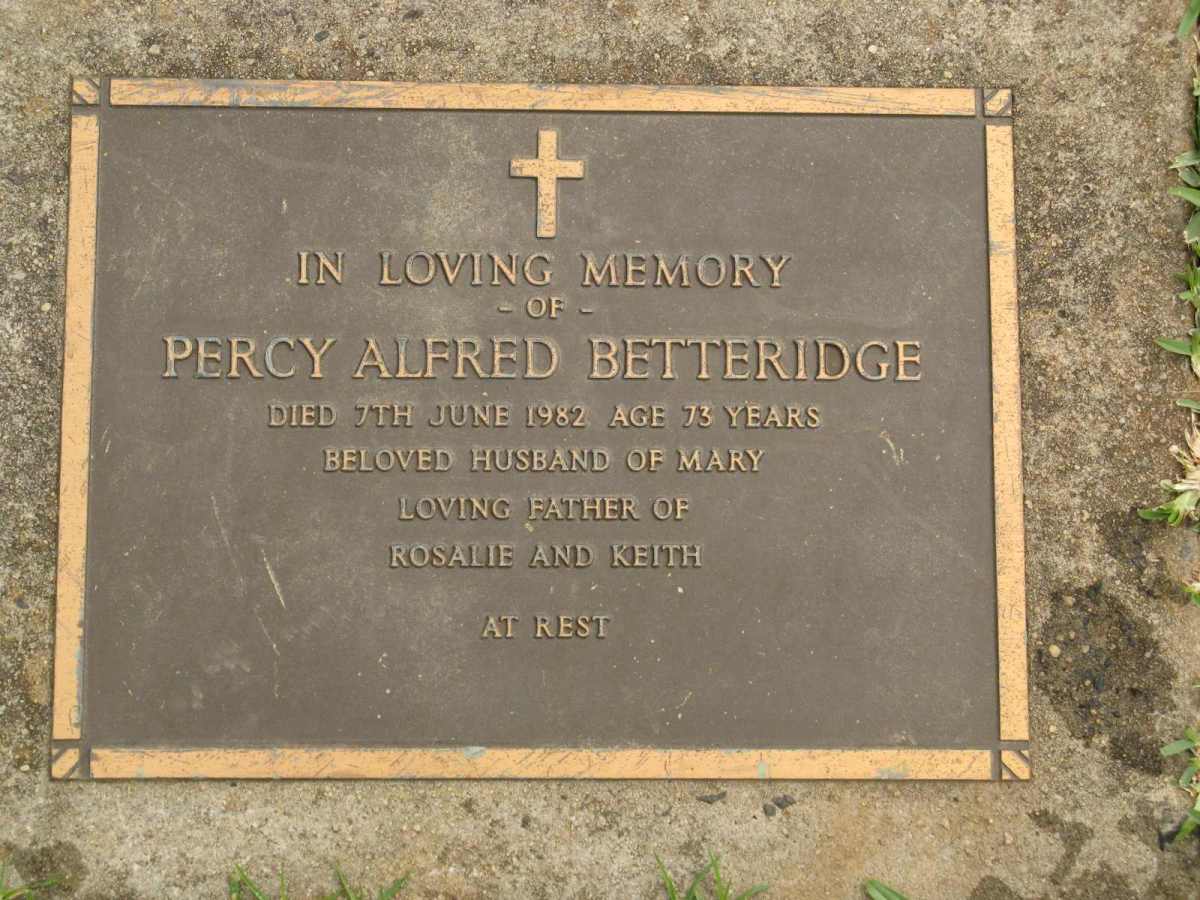 IN LOVING MEMORY
- OF -
PERCY ALFRED BETTERIDGE
DIED 7TH JUNE 1982 AGE 73 YEARS
BELOVED HUSBAND OF MARY
LOVING FATHER OF
ROSALIE AND KEITH
AT REST